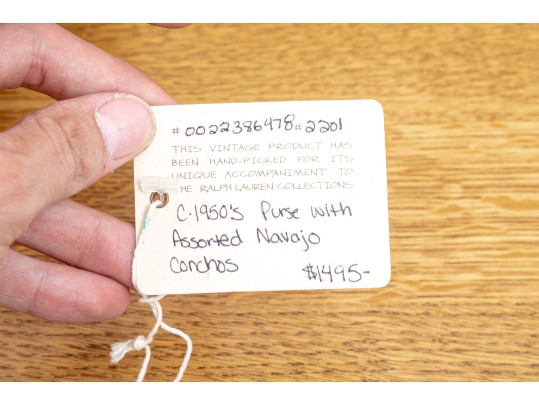 # 0022386478 # 2201
THIS VINTAGE PRODUCT HAS
BEEN HAND-PICKED FOR ITS
UNIQUE ACCOMPANIMENT TO
HE RALPH LAUREN COLLECTIONS
C.1950's Purse with
Assorted Navajo
Conchos $1495-